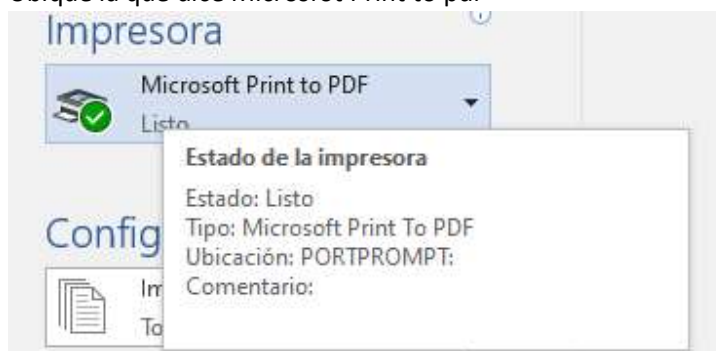 Impresora
Microsoft Print to PDF
Listo
Estado de la impresora
Estado: Listo
Tipo: Microsoft Print To PDF
Ubicación: PORTPROMPT:
Comentario:
Config
Im
To